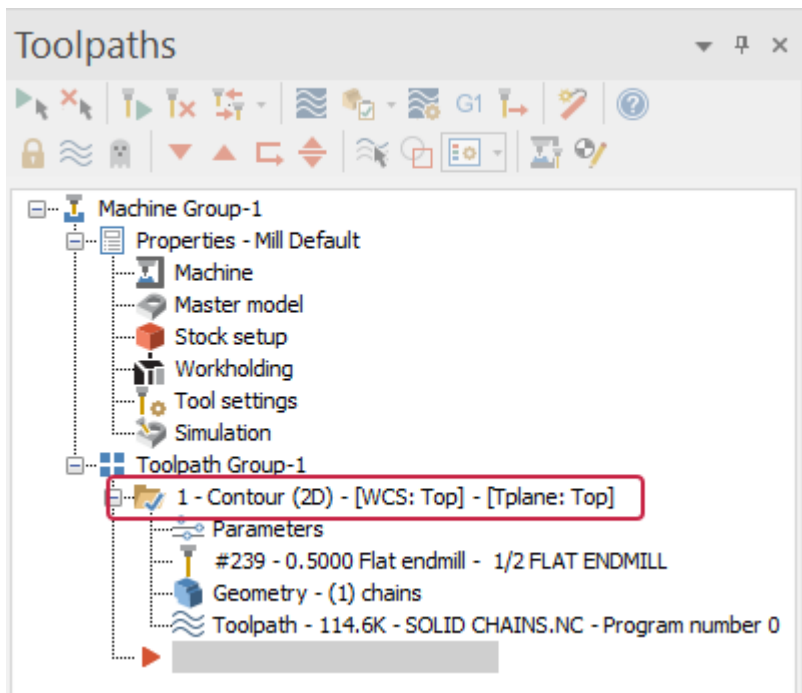 Toolpaths
G1
Machine Group-1
Properties - Mill Default
Machine
Master model
Stock setup
Workholding
Tool settings
Simulation
Toolpath Group-1
1 - Contour (2D) - [WCS: Top] - [Tplane: Top]
Parameters
#239 - 0.5000 Flat endmill - 1/2 FLAT ENDMILL
Geometry - (1) chains
Toolpath - 114.6K - SOLID CHAINS.NC - Program number 0